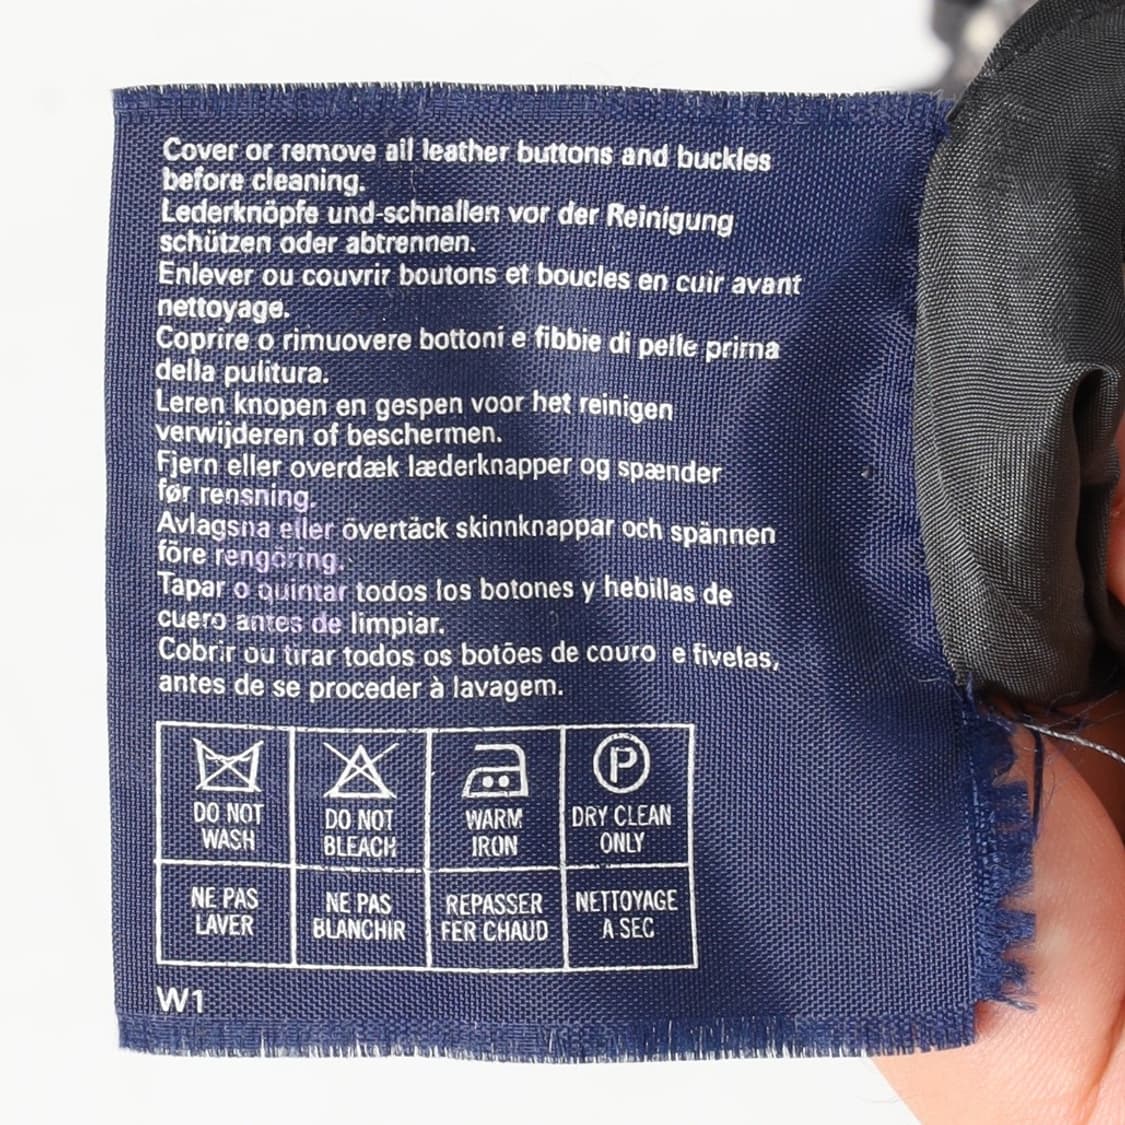 Cover or remove all leather buttons and buckles
before cleaning.
Lederknöpfe und-schnallen vor der Reinigung
schützen oder abtrennen.
Enlever ou couvrir boutons et boucles en cuir avant
nettoyage.
Coprire o rimuovere bottoni e fibbie di pelle prima
della pulitura.
Leren knopen en gespen voor het reinigen
verwijderen of beschermen.
Fjern eller overdæk læderknapper og spænder
før rensning.
Avlagsna eller övertäck skinnknappar och spännen
före rengöring.
Tapar o quintar todos los botones y hebillas de
cuero antes de limpiar.
Cobrir ou tirar todos os botões de couro e fivelas,
antes de se proceder à lavagem.
P
DO NOT WASH
DO NOT BLEACH
WARM IRON
DRY CLEAN ONLY
NE PAS LAVER
NE PAS BLANCHIR
REPASSER FER CHAUD
NETTOYAGE A SEC
W1